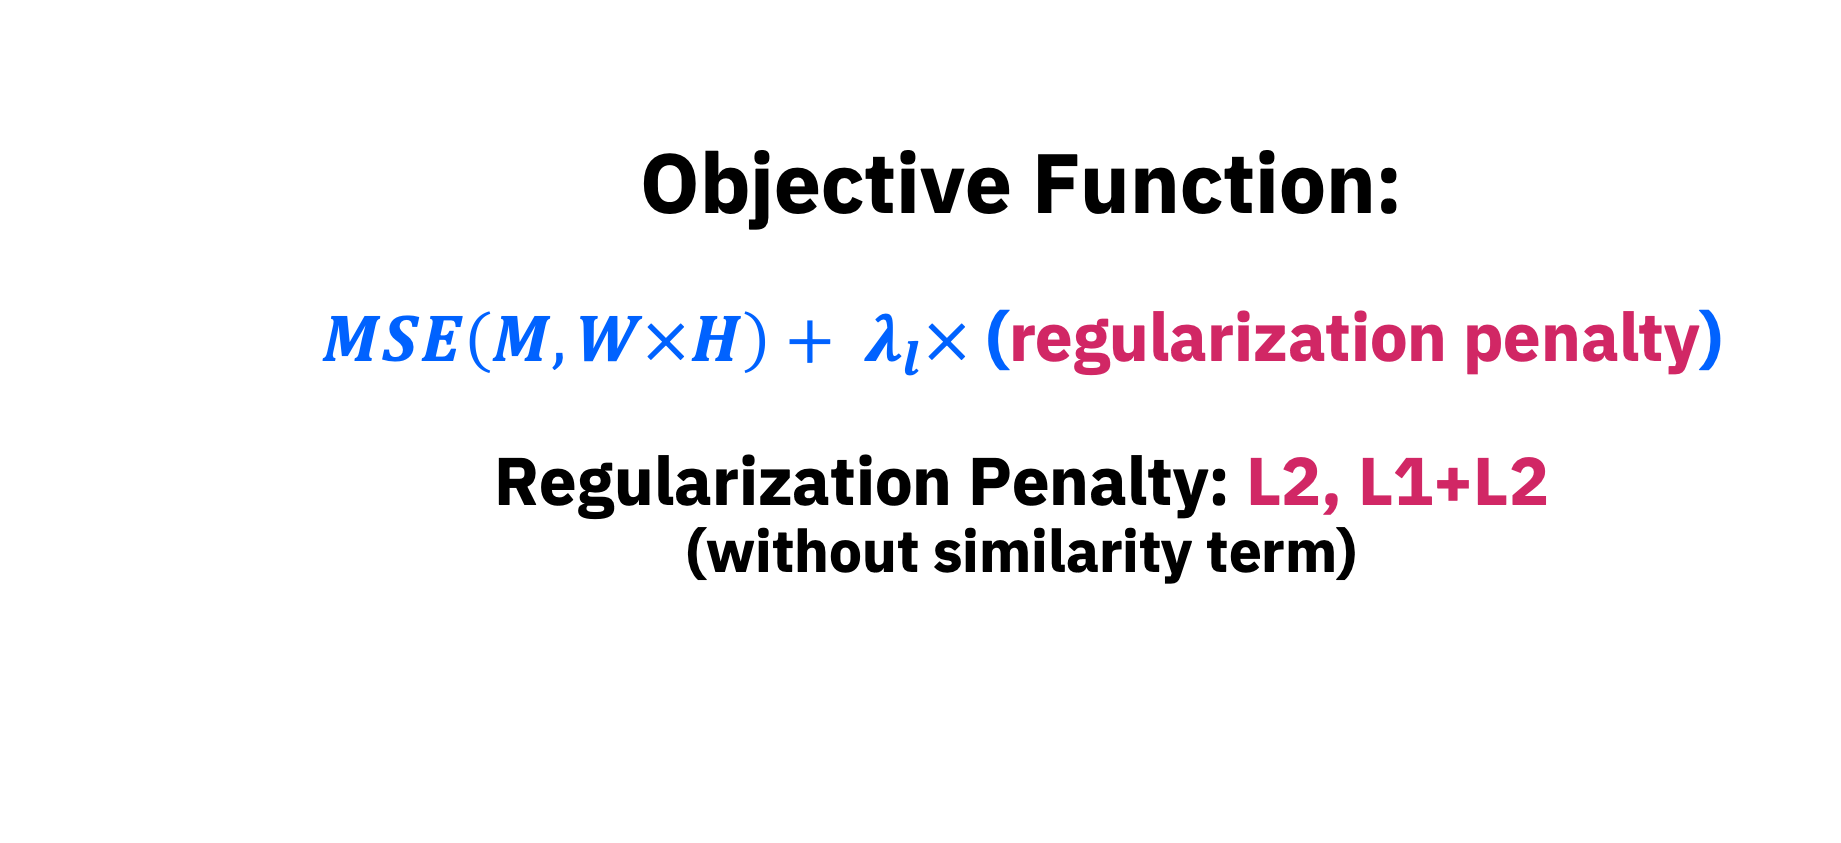 Objective Function:
MSE(M, W×H) + λₗ× (regularization penalty)
Regularization Penalty: L2, L1+L2
(without similarity term)